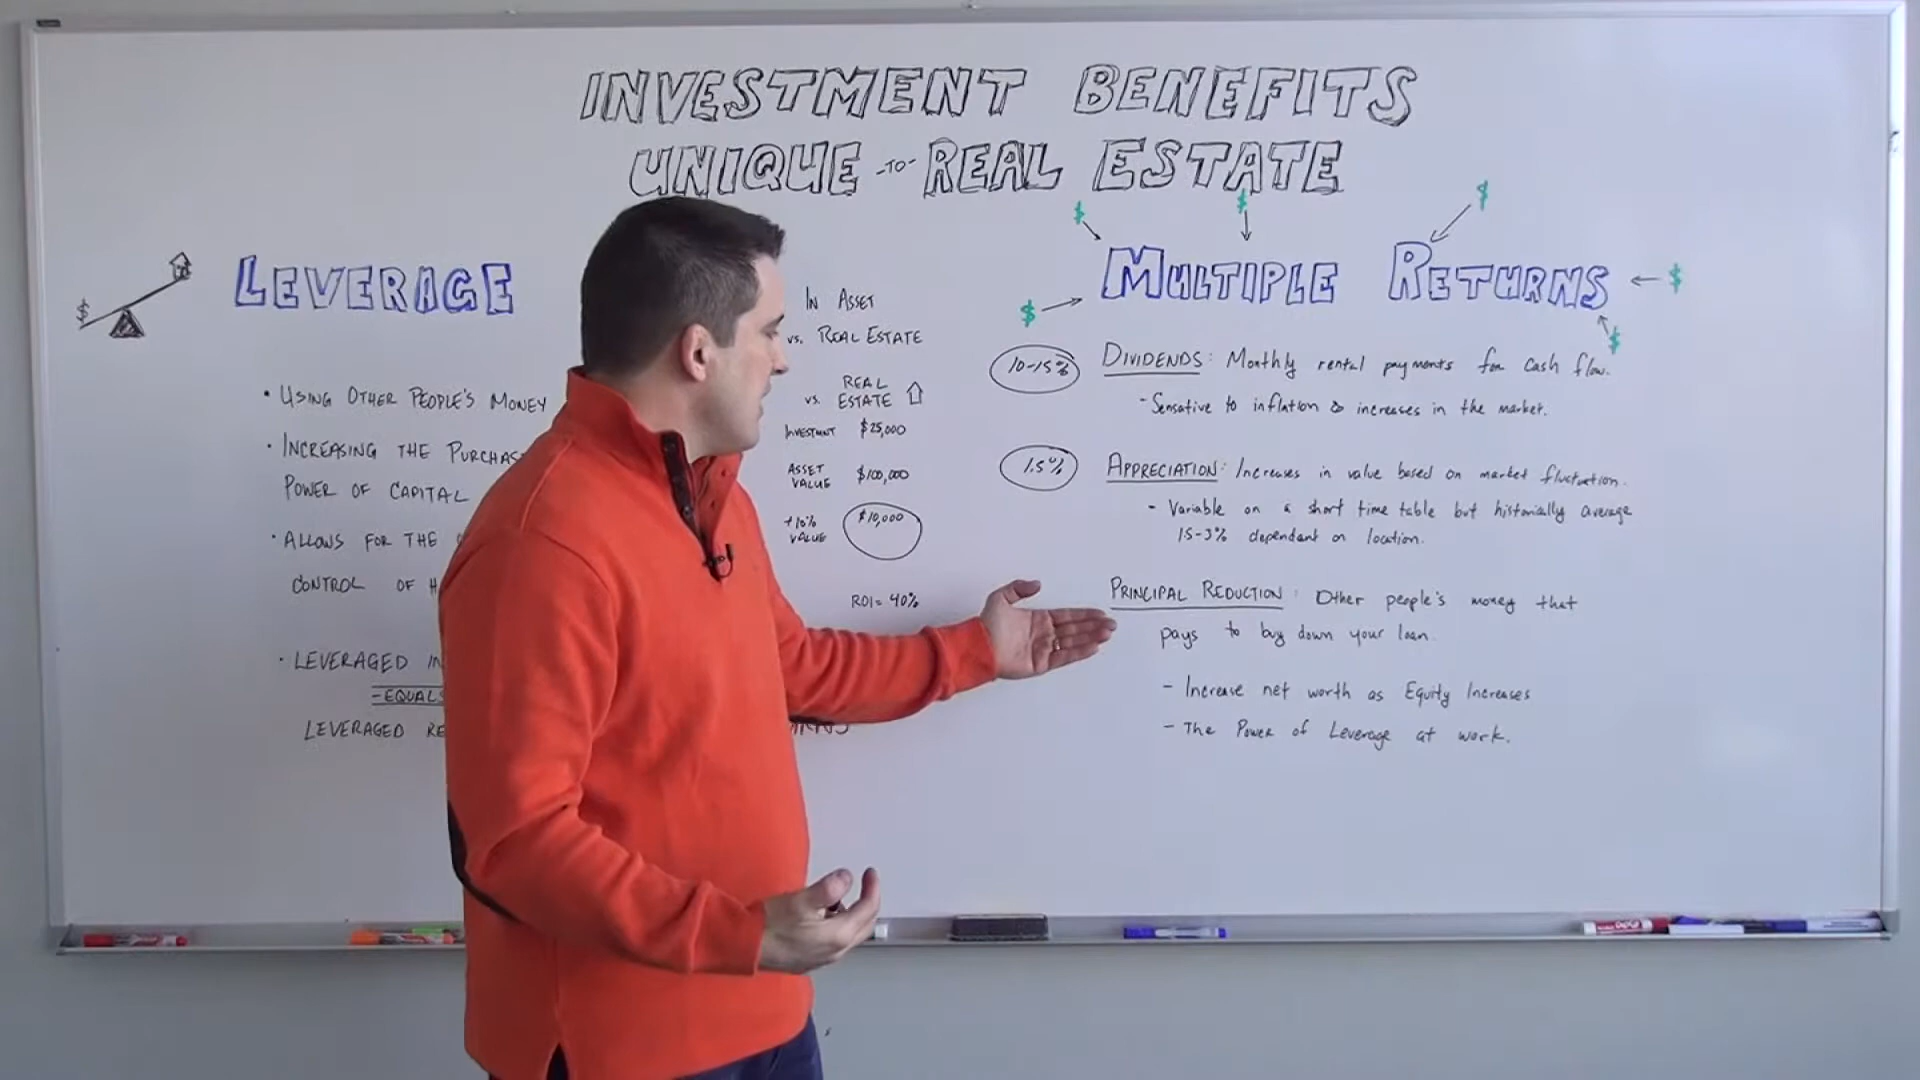 INVESTMENT BENEFITS
UNIQUE -TO- REAL ESTATE
$
LEVERAGE
• USING OTHER PEOPLE'S MONEY
• INCREASING THE
POWER OF CAPITAL
• ALLOWS FOR THE
CONTROL OF
• LEVERAGED
LEVERAGED
IN ASSET
vs. REAL ESTATE
REAL
vs. ESTATE
INVESTMNT $25,000
ASSET
VALUE $100,000
+10%
VALUE $10,000
ROI = 40%
$ $ $
MULTIPLE RETURNS
$ $ $
10-15% DIVIDENDS: Monthly rental payments for cash flow.
- Sensative to inflation & increases in the market.
1.5% APPRECIATION: Increases in value based on market fluctuation.
- Variable on a short time table but historically average
1.5-3% dependant on location.
PRINCIPAL REDUCTION: Other people's money that
pays to buy down your loan.
- Increase net worth as Equity Increases
- The Power of Leverage at work.
EXPO